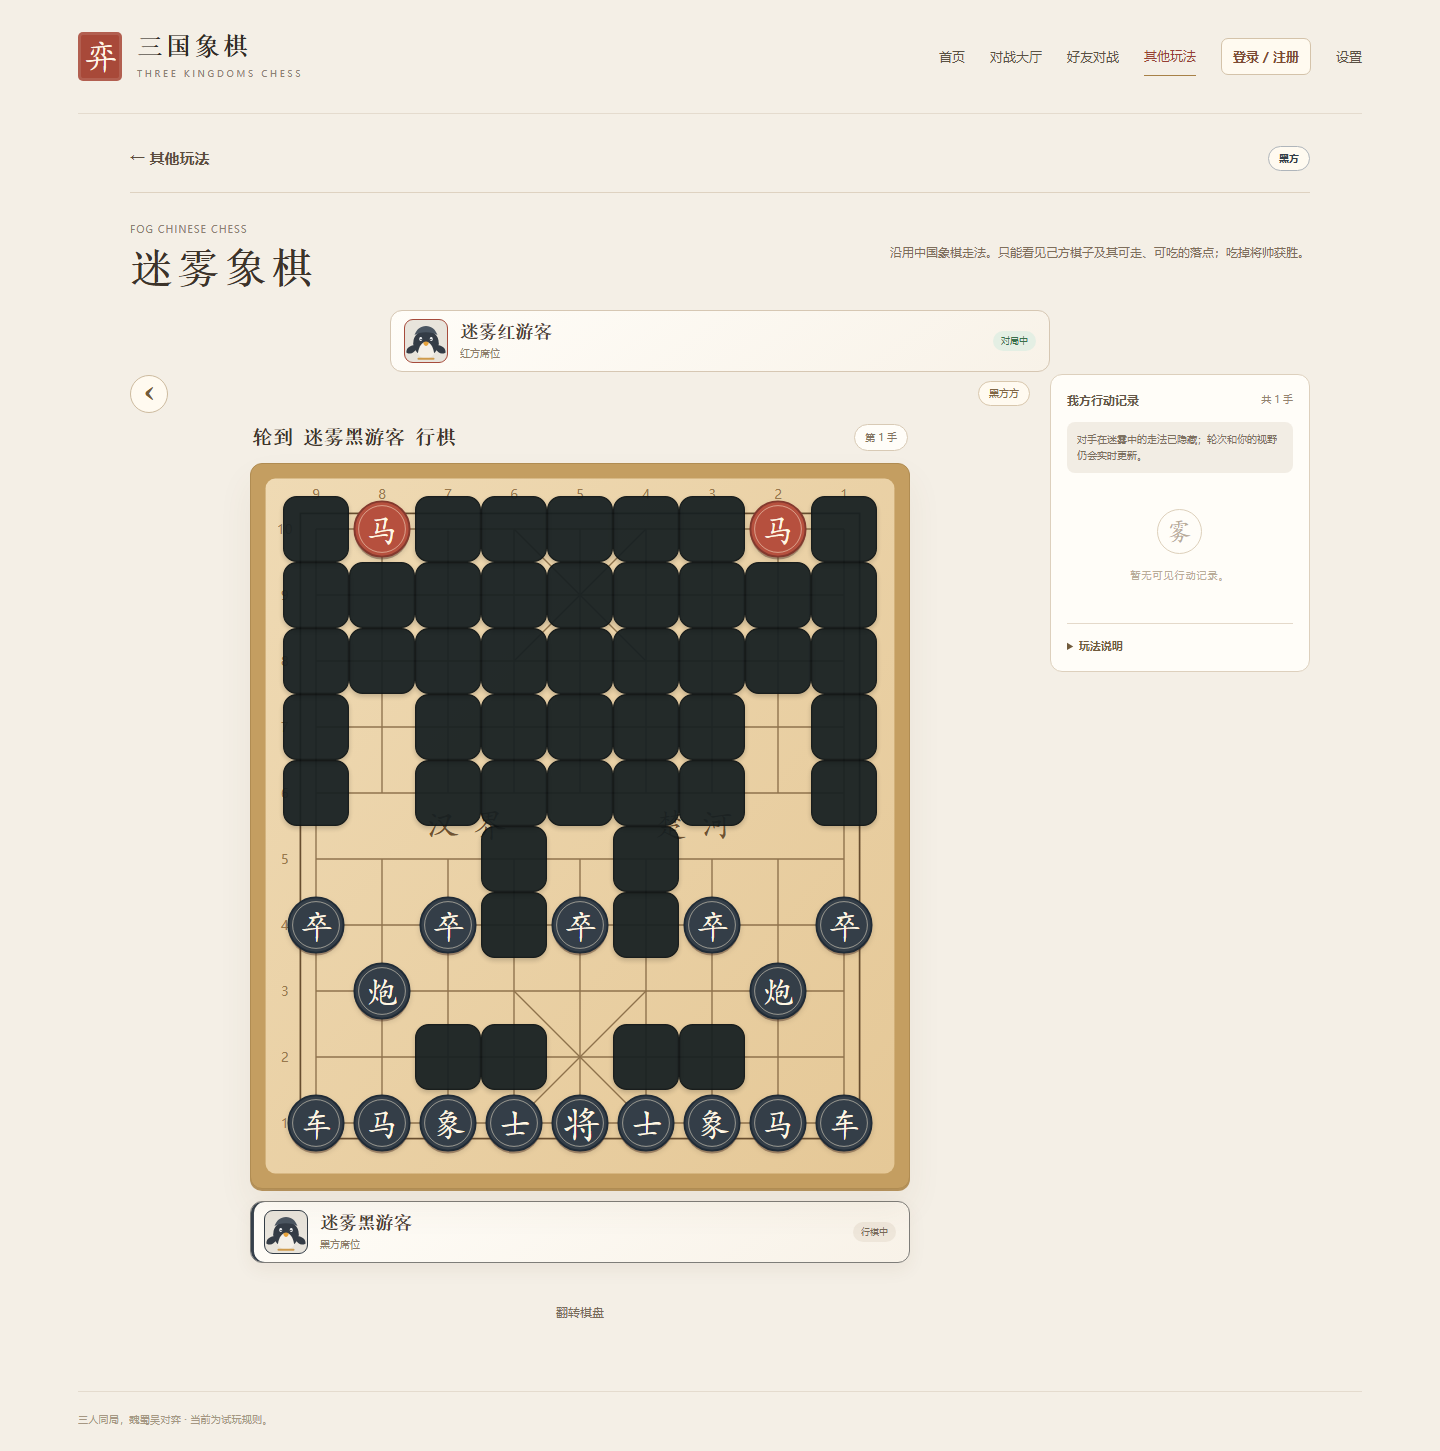 弈
三国象棋
THREE KINGDOMS CHESS
首页 对战大厅 好友对战 其他玩法 登录 / 注册 设置
← 其他玩法
黑方
FOG CHINESE CHESS
迷雾象棋
沿用中国象棋走法。只能看见己方棋子及其可走、可吃的落点；吃掉将帅获胜。
迷雾红游客
红方席位
对局中
黑方方
轮到 迷雾黑游客 行棋
第 1 手
9 8 7 6 5 4 3 2 1
马 马
汉 界 楚 河
5
4 卒 卒 卒 卒 卒
3 炮 炮
2
1 车 马 象 士 将 士 象 马 车
迷雾黑游客
黑方席位
行棋中
翻转棋盘
我方行动记录
共 1 手
对手在迷雾中的走法已隐藏；轮次和你的视野
仍会实时更新。
雾
暂无可见行动记录。
▶ 玩法说明
三人同局，魏蜀吴对弈 · 当前为试玩规则。